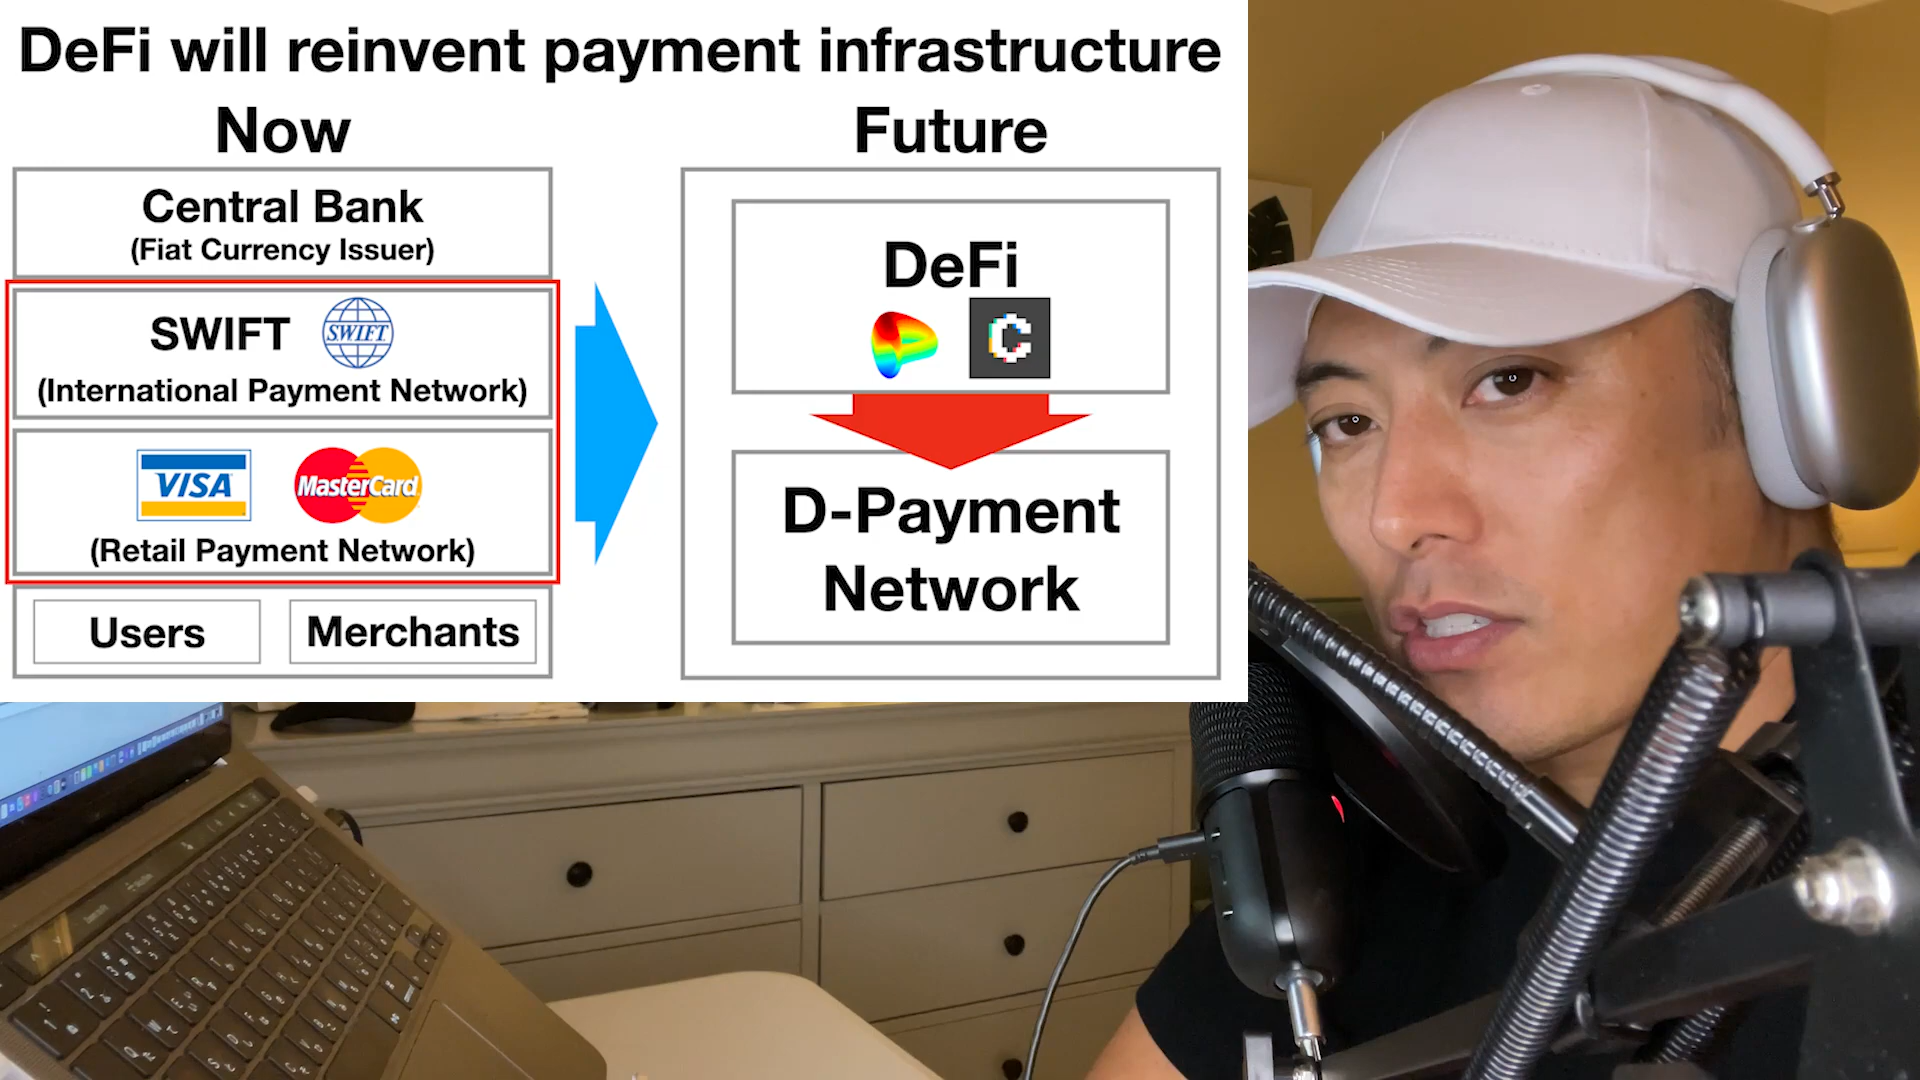 DeFi will reinvent payment infrastructure
Now
Future
Central Bank
(Fiat Currency Issuer)
SWIFT
SWIFT
(International Payment Network)
VISA
MasterCard
(Retail Payment Network)
Users
Merchants
DeFi
C
D-Payment
Network